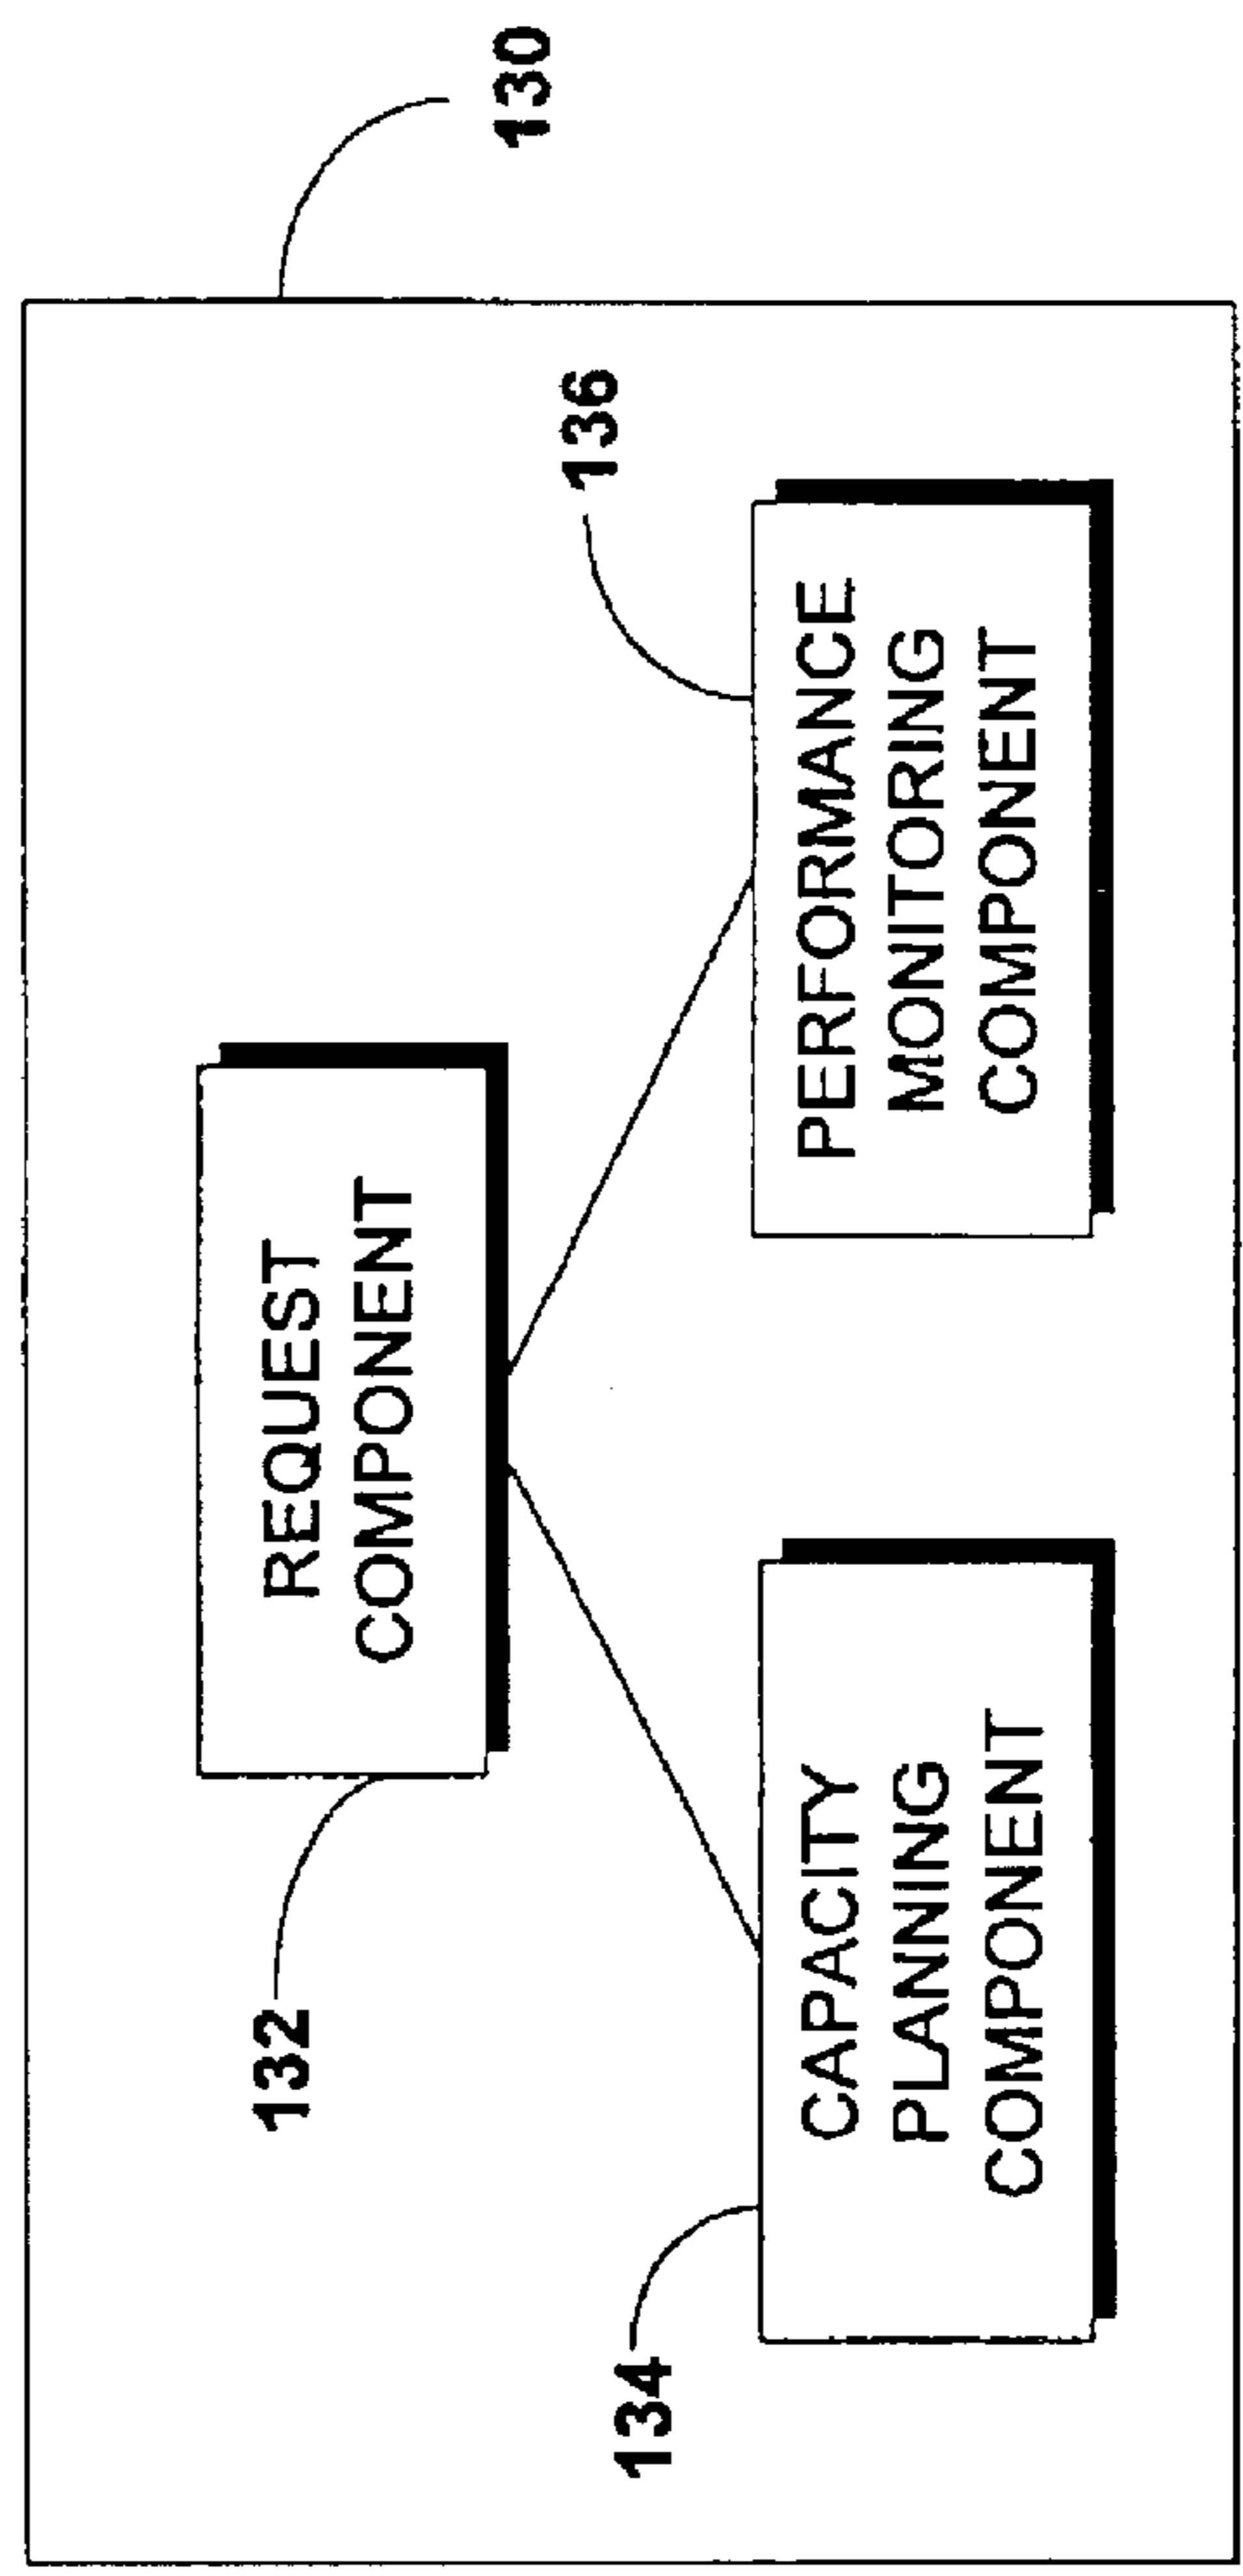 130
132
REQUEST
COMPONENT
134
136
CAPACITY
PLANNING
COMPONENT
PERFORMANCE
MONITORING
COMPONENT